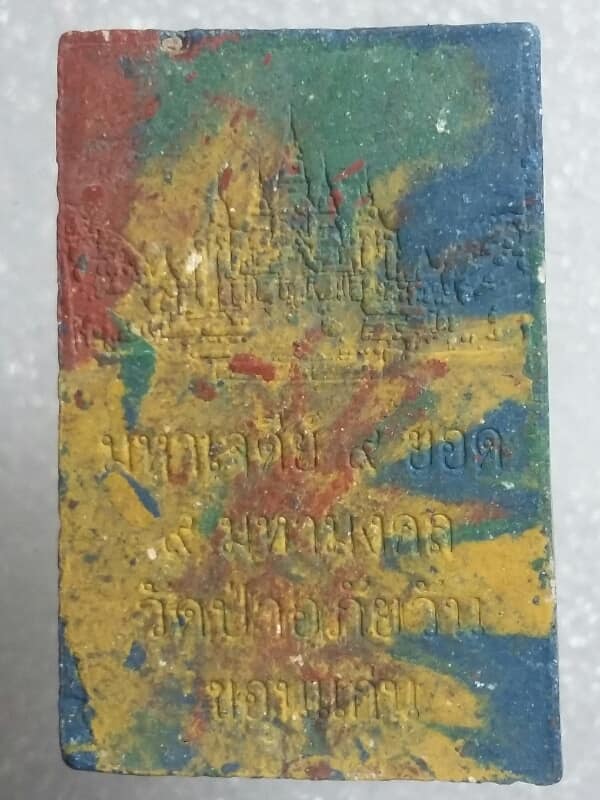 มหาเจดีย์ ๙ ยอด
๙ มหามงคล
วัดป่าอภัยวัน
ขอนแก่น